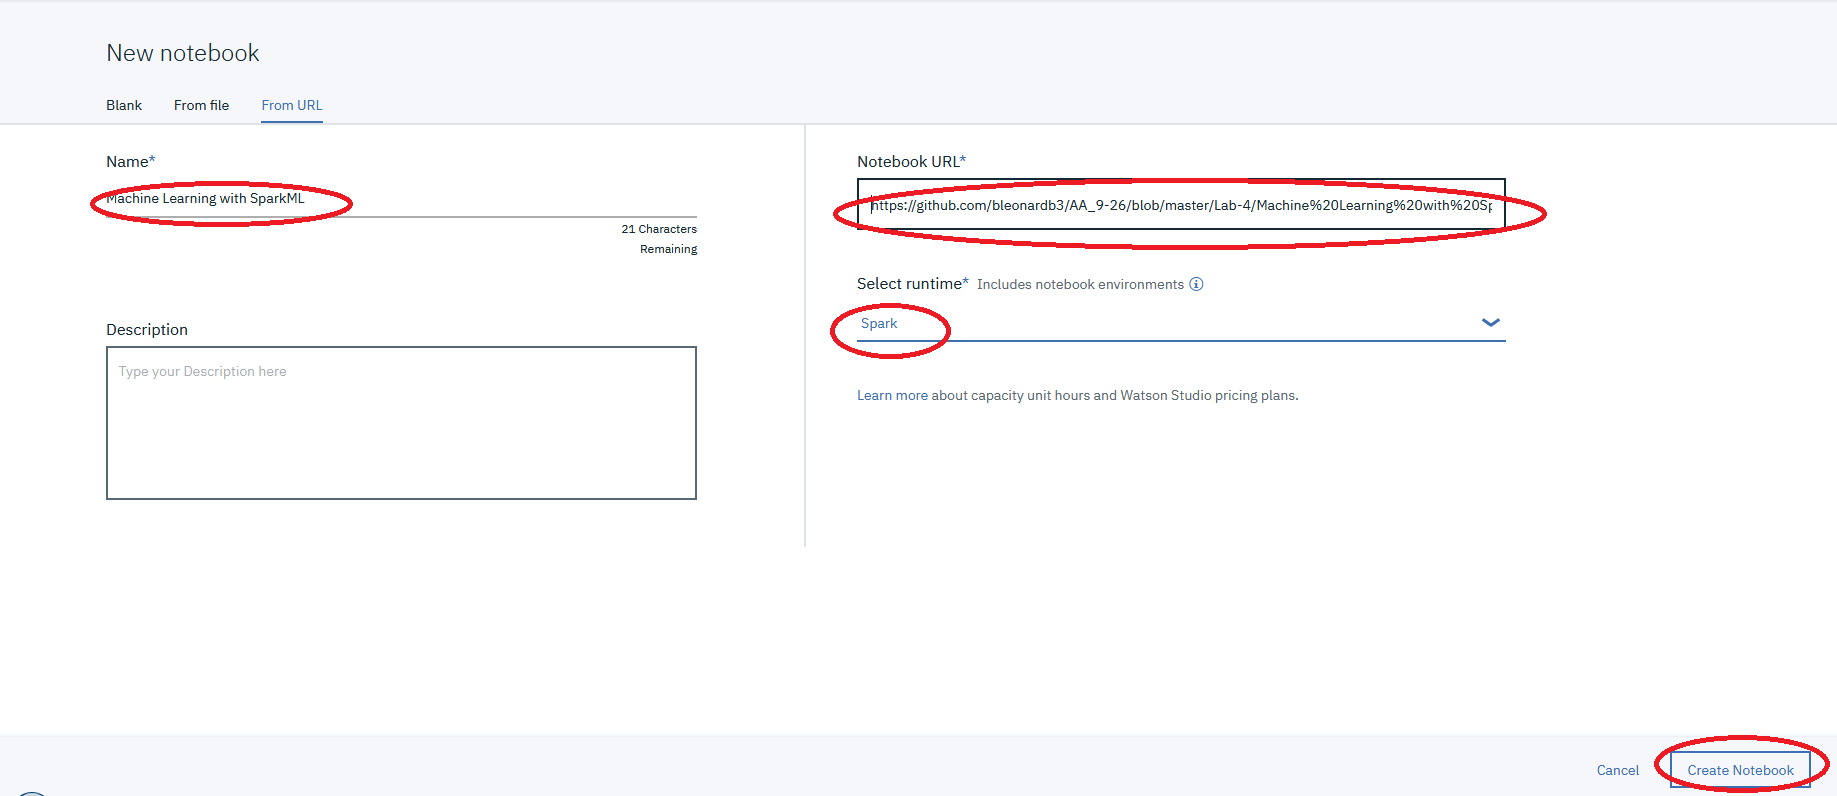 New notebook
Blank From file From URL
Name*
Machine Learning with SparkML
21 Characters
Remaining
Description
Type your Description here
Notebook URL*
https://github.com/bleonardb3/AA_9-26/blob/master/Lab-4/Machine%20Learning%20with%20Sp
Select runtime* Includes notebook environments
Spark
Learn more about capacity unit hours and Watson Studio pricing plans.
Cancel Create Notebook